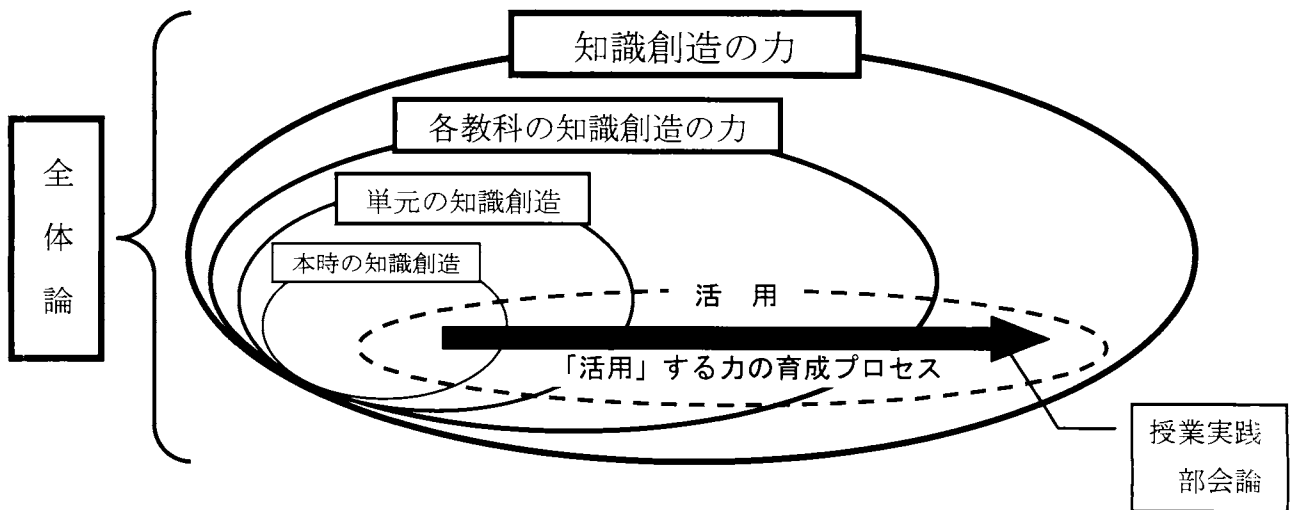 知識創造の力
各教科の知識創造の力
単元の知識創造
本時の知識創造
全
体
論
活　用
「活用」する力の育成プロセス
授業実践
部会論